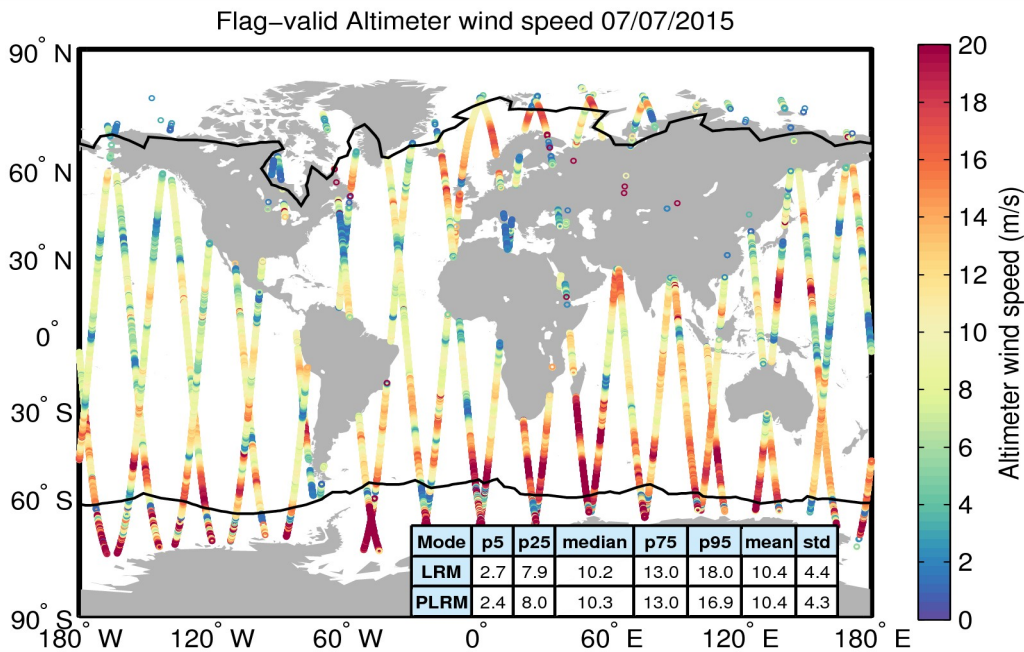 Flag−valid Altimeter wind speed 07/07/2015
90° N
60° N
30° N
0°
30° S
60° S
90° S
180° W
120° W
60° W
0°
60° E
120° E
180° E
Mode p5 p25 median p75 p95 mean std
LRM 2.7 7.9 10.2 13.0 18.0 10.4 4.4
PLRM 2.4 8.0 10.3 13.0 16.9 10.4 4.3
20
18
16
14
12
10
8
6
4
2
0
Altimeter wind speed (m/s)